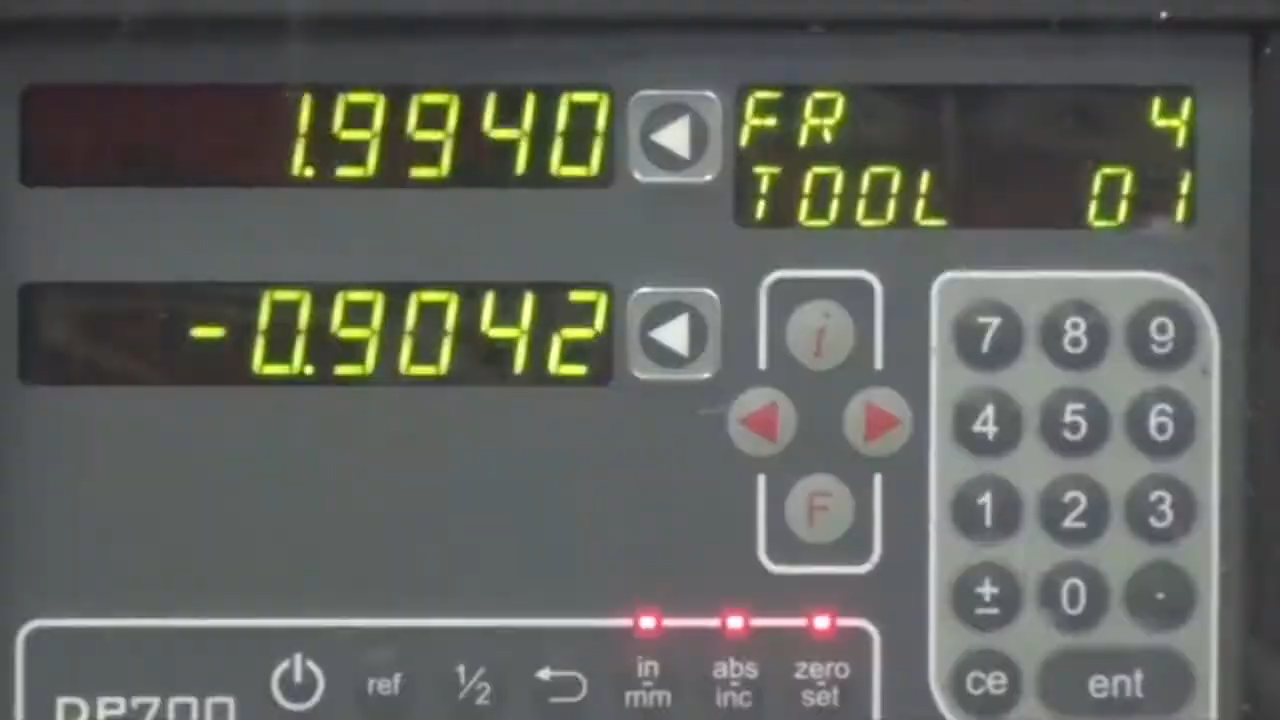 1.9940
FR 4
TOOL 01
-0.9042
i
F
7 8 9
4 5 6
1 2 3
± 0 .
ce ent
ref ½ in mm abs inc zero set
DP700